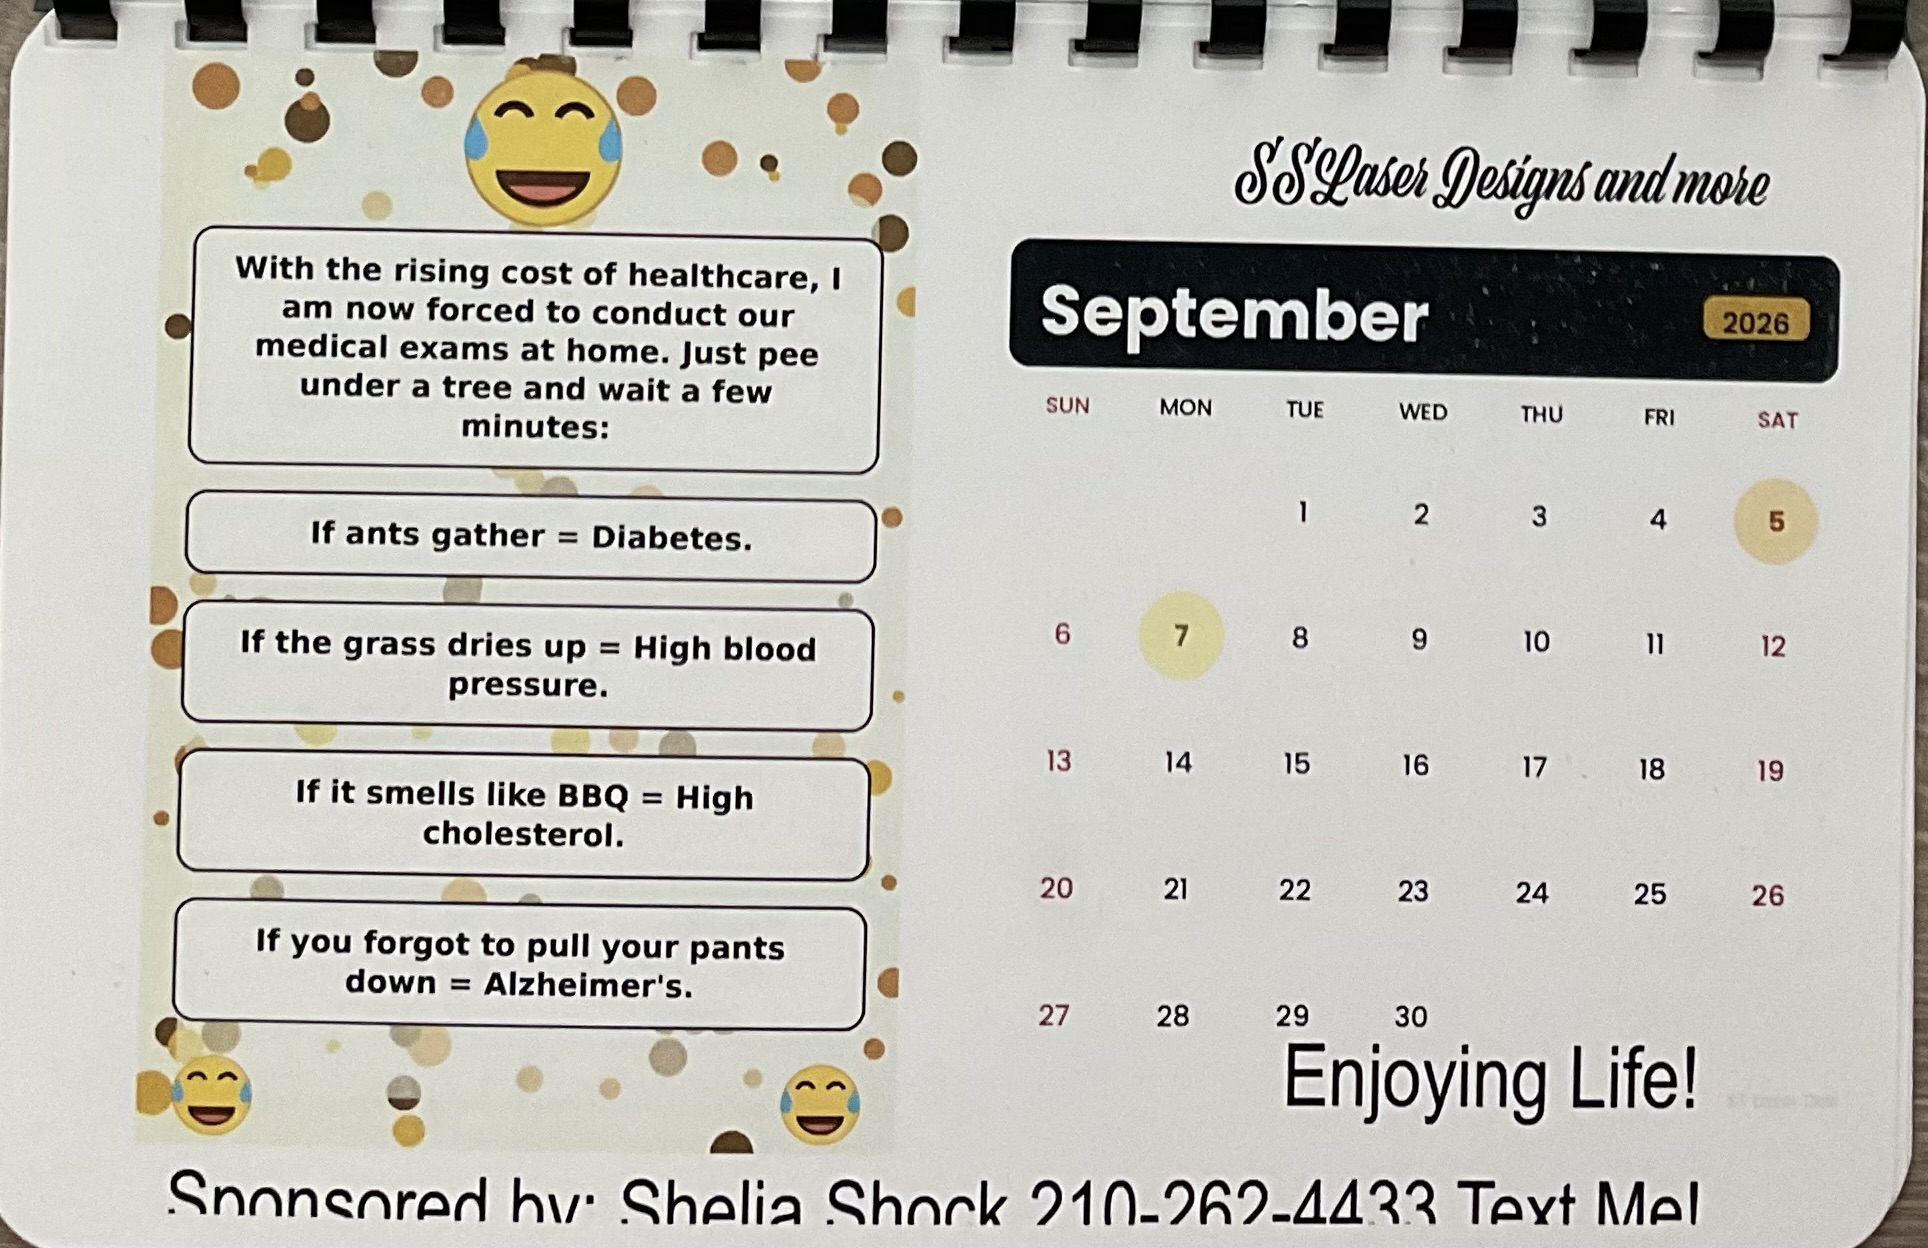 With the rising cost of healthcare, I
am now forced to conduct our
medical exams at home. Just pee
under a tree and wait a few
minutes:
If ants gather = Diabetes.
If the grass dries up = High blood
pressure.
If it smells like BBQ = High
cholesterol.
If you forgot to pull your pants
down = Alzheimer's.
SSLaser Designs and more
September 2026
SUN MON TUE WED THU FRI SAT
1 2 3 4 5
6 7 8 9 10 11 12
13 14 15 16 17 18 19
20 21 22 23 24 25 26
27 28 29 30
Enjoying Life!
Sponsored by: Shelia Shock 210-262-4433 Text Me!